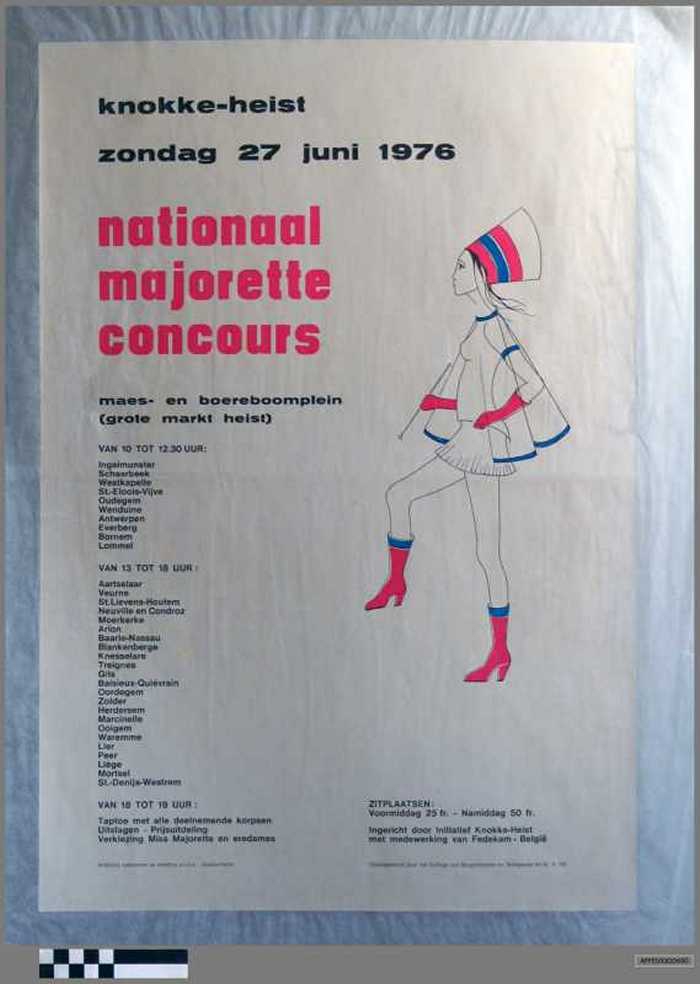 knokke-heist
zondag 27 juni 1976
nationaal
majorette
concours
maes- en boereboomplein
(grote markt heist)
VAN 10 TOT 12.30 UUR:
Ingelmunster
Schaarbeek
Westkapelle
St.-Eloois-Vijve
Oudegem
Wenduine
Antwerpen
Everberg
Bornem
Lommel
VAN 13 TOT 18 UUR :
Aartselaar
Veurne
St.Lievens-Houtem
Neuville en Condroz
Moerkerke
Arlon
Baarle-Nassau
Blankenberge
Knesselare
Treignes
Gits
Baisieux-Quiévrain
Oordegem
Zolder
Herdersem
Marcinelle
Ooigem
Waremme
Lier
Peer
Liège
Mortsel
St.-Denijs-Westrem
VAN 18 TOT 19 UUR :
Taptoe met alle deelnemende korpsen
Uitslagen - Prijsuitdeling
Verkiezing Miss Majorette en eredames
ZITPLAATSEN:
Voormiddag 25 fr. - Namiddag 50 fr.
Ingericht door Initiatief Knokke-Heist
met medewerking van Fedekam - België